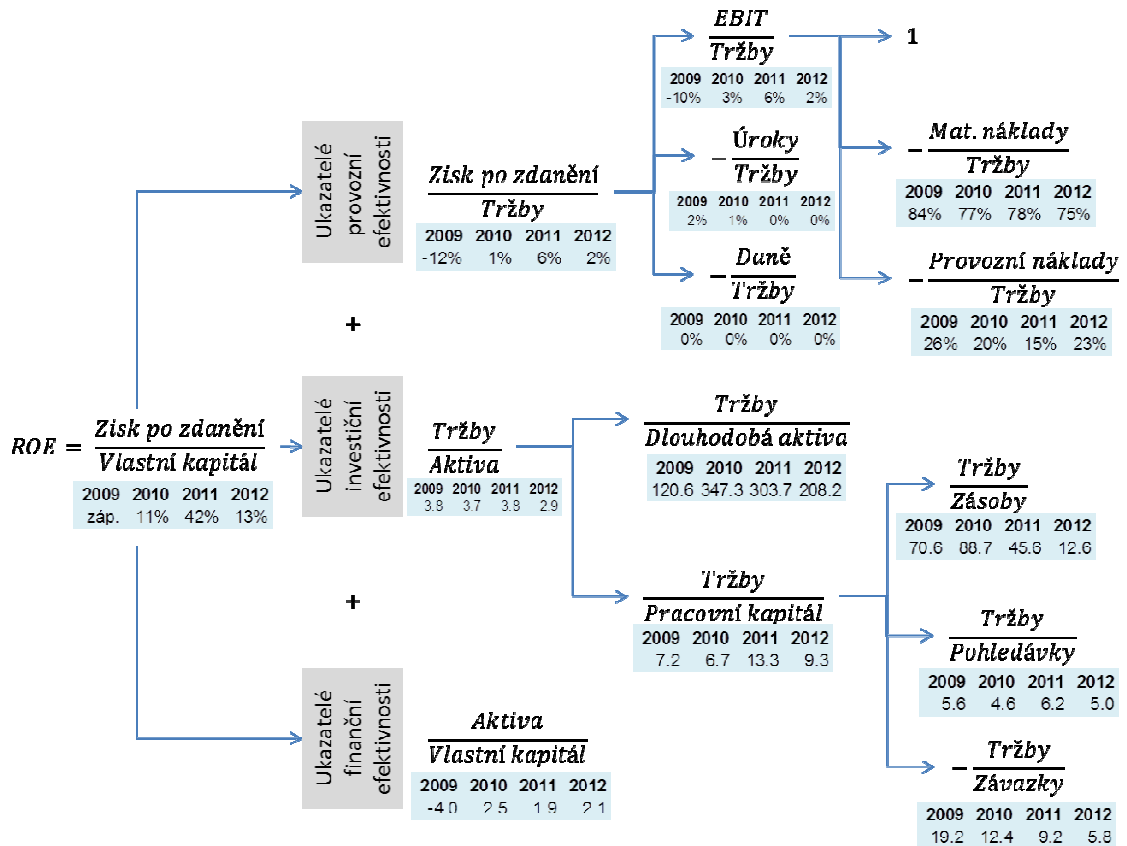 ROE = Zisk po zdanění / Vlastní kapitál
2009 2010 2011 2012
záp. 11% 42% 13%
Ukazatelé provozní efektivnosti
Zisk po zdanění / Tržby
2009 2010 2011 2012
-12% 1% 6% 2%
EBIT / Tržby
2009 2010 2011 2012
-10% 3% 6% 2%
1
− Mat. náklady / Tržby
2009 2010 2011 2012
84% 77% 78% 75%
− Provozní náklady / Tržby
2009 2010 2011 2012
26% 20% 15% 23%
− Úroky / Tržby
2009 2010 2011 2012
2% 1% 0% 0%
− Daně / Tržby
2009 2010 2011 2012
0% 0% 0% 0%
+
Ukazatelé investiční efektivnosti
Tržby / Aktiva
2009 2010 2011 2012
3.8 3.7 3.8 2.9
Tržby / Dlouhodobá aktiva
2009 2010 2011 2012
120.6 347.3 303.7 208.2
Tržby / Pracovní kapitál
2009 2010 2011 2012
7.2 6.7 13.3 9.3
Tržby / Zásoby
2009 2010 2011 2012
70.6 88.7 45.6 12.6
Tržby / Pohledávky
2009 2010 2011 2012
5.6 4.6 6.2 5.0
− Tržby / Závazky
2009 2010 2011 2012
19.2 12.4 9.2 5.8
+
Ukazatelé finanční efektivnosti
Aktiva / Vlastní kapitál
2009 2010 2011 2012
-4.0 2.5 1.9 2.1